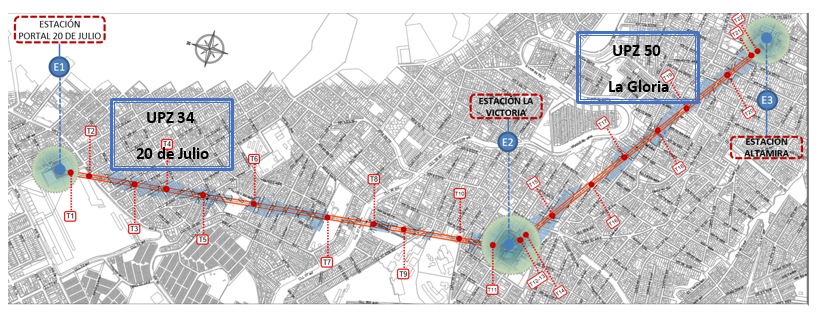 ESTACIÓN
PORTAL 20 DE JULIO
E1
UPZ 34
20 de Julio
T2
T4
T6
T8
T10
T1
T3
T5
T7
T9
T11
ESTACIÓN LA
VICTORIA
E2
T14
UPZ 50
La Gloria
E3
ESTACIÓN
ALTAMIRA